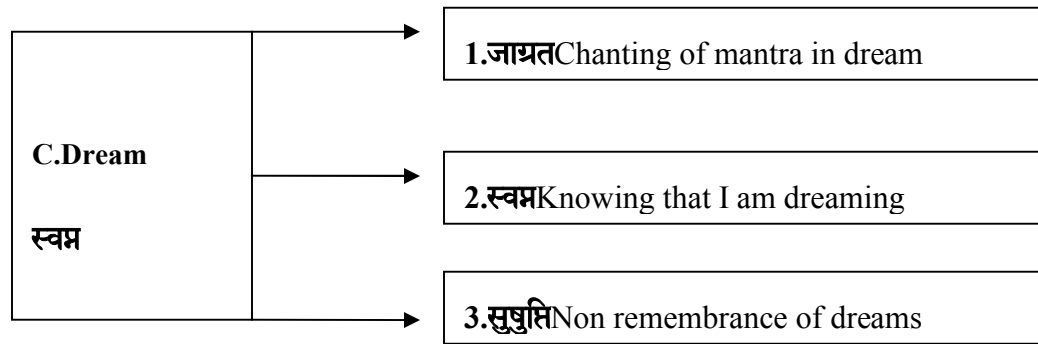 1.जाग्रतChanting of mantra in dream
C.Dream
2.स्वप्नKnowing that I am dreaming
स्वप्न
3.सुषुप्तिNon remembrance of dreams